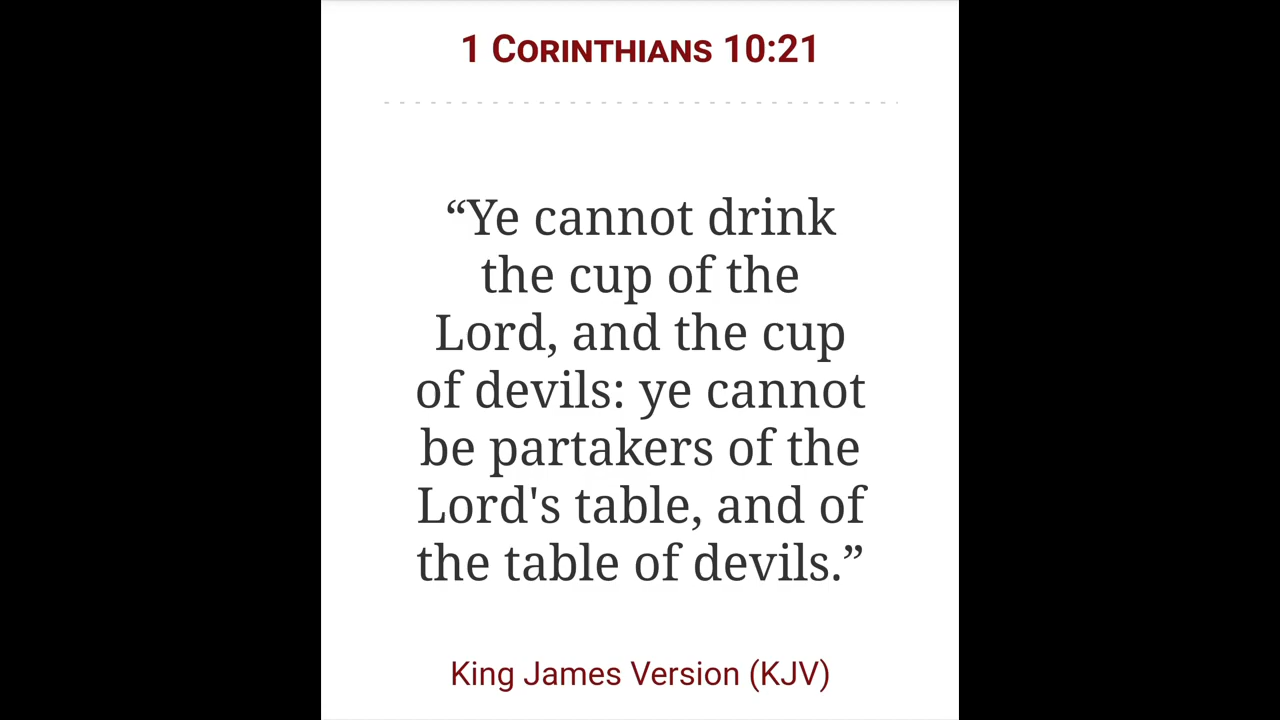 1 CORINTHIANS 10:21
“Ye cannot drink
the cup of the
Lord, and the cup
of devils: ye cannot
be partakers of the
Lord's table, and of
the table of devils.”
King James Version (KJV)